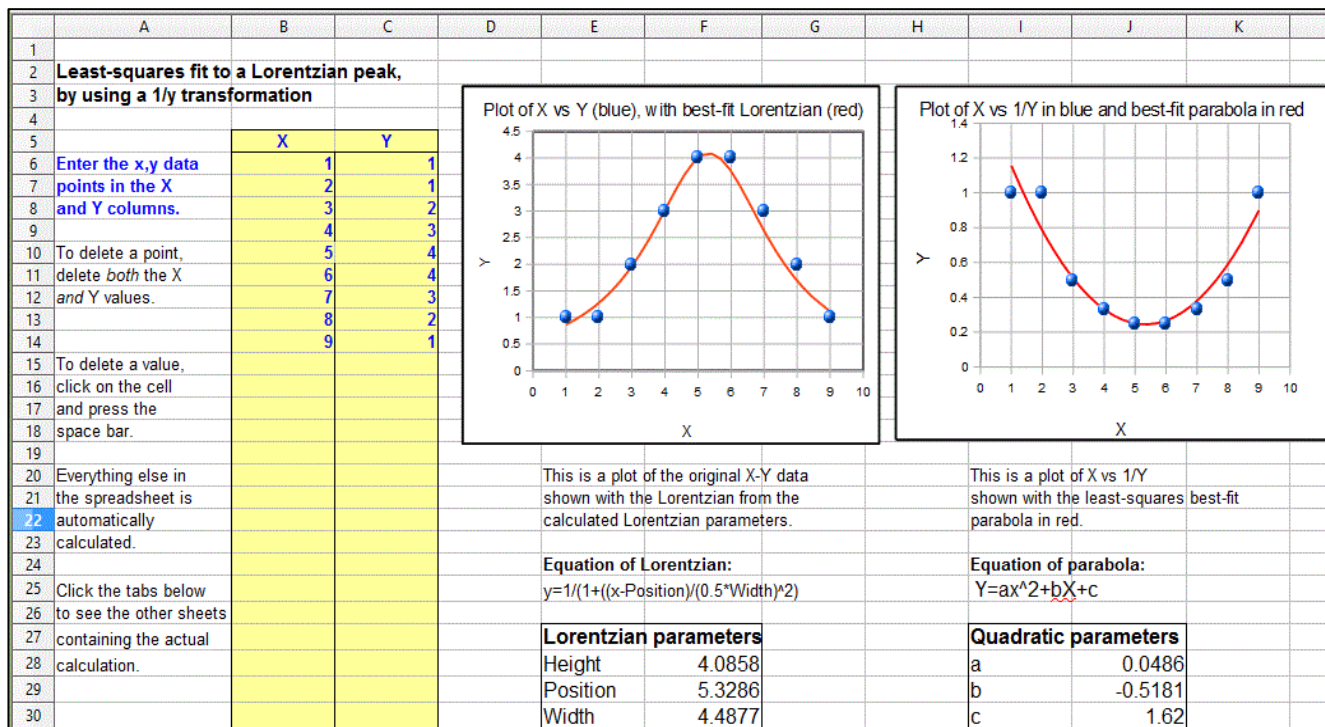 A B C D E F G H I J K
1
2 Least-squares fit to a Lorentzian peak,
3 by using a 1/y transformation
4
5 X Y
6 Enter the x,y data 1 1
7 points in the X 2 1
8 and Y columns. 3 2
9 4 3
10 To delete a point, 5 4
11 delete both the X 6 4
12 and Y values. 7 3
13 8 2
14 9 1
15 To delete a value,
16 click on the cell
17 and press the
18 space bar.
19
20 Everything else in
21 the spreadsheet is
22 automatically
23 calculated.
24
25 Click the tabs below
26 to see the other sheets
27 containing the actual
28 calculation.
29
30
Plot of X vs Y (blue), with best-fit Lorentzian (red)
4.5
4
3.5
3
2.5
2
1.5
1
0.5
0
Y
0 1 2 3 4 5 6 7 8 9 10
X
Plot of X vs 1/Y in blue and best-fit parabola in red
1.4
1.2
1
0.8
0.6
0.4
0.2
0
Y
0 1 2 3 4 5 6 7 8 9 10
X
This is a plot of the original X-Y data
shown with the Lorentzian from the
calculated Lorentzian parameters.
Equation of Lorentzian:
y=1/(1+((x-Position)/(0.5*Width)^2)
Lorentzian parameters
Height 4.0858
Position 5.3286
Width 4.4877
This is a plot of X vs 1/Y
shown with the least-squares best-fit
parabola in red.
Equation of parabola:
Y=ax^2+bX+c
Quadratic parameters
a 0.0486
b -0.5181
c 1.62